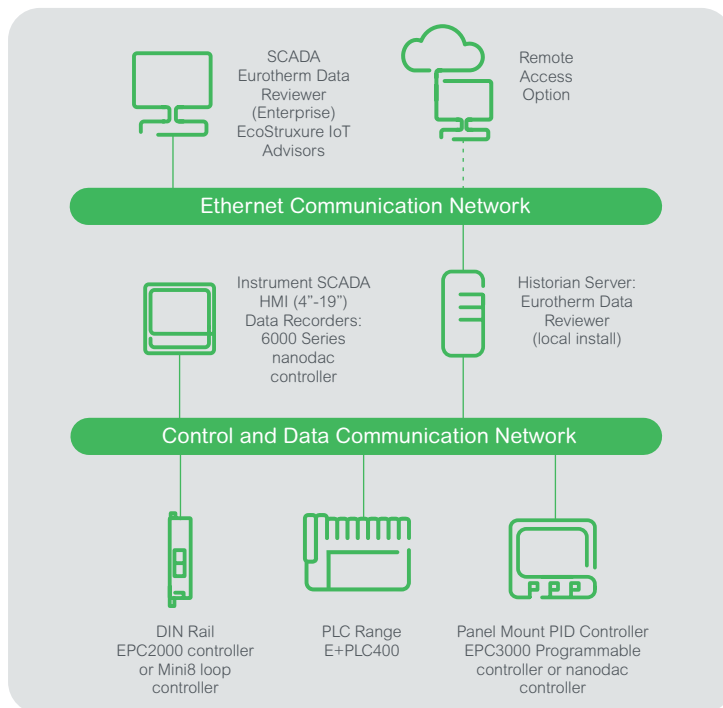 SCADA
Eurotherm Data
Reviewer
(Enterprise)
EcoStruxure IoT
Advisors
Remote
Access
Option
Ethernet Communication Network
Instrument SCADA
HMI (4”-19”)
Data Recorders:
6000 Series
nanodac
controller
Historian Server:
Eurotherm Data
Reviewer
(local install)
Control and Data Communication Network
DIN Rail
EPC2000 controller
or Mini8 loop
controller
PLC Range
E+PLC400
Panel Mount PID Controller
EPC3000 Programmable
controller or nanodac
controller